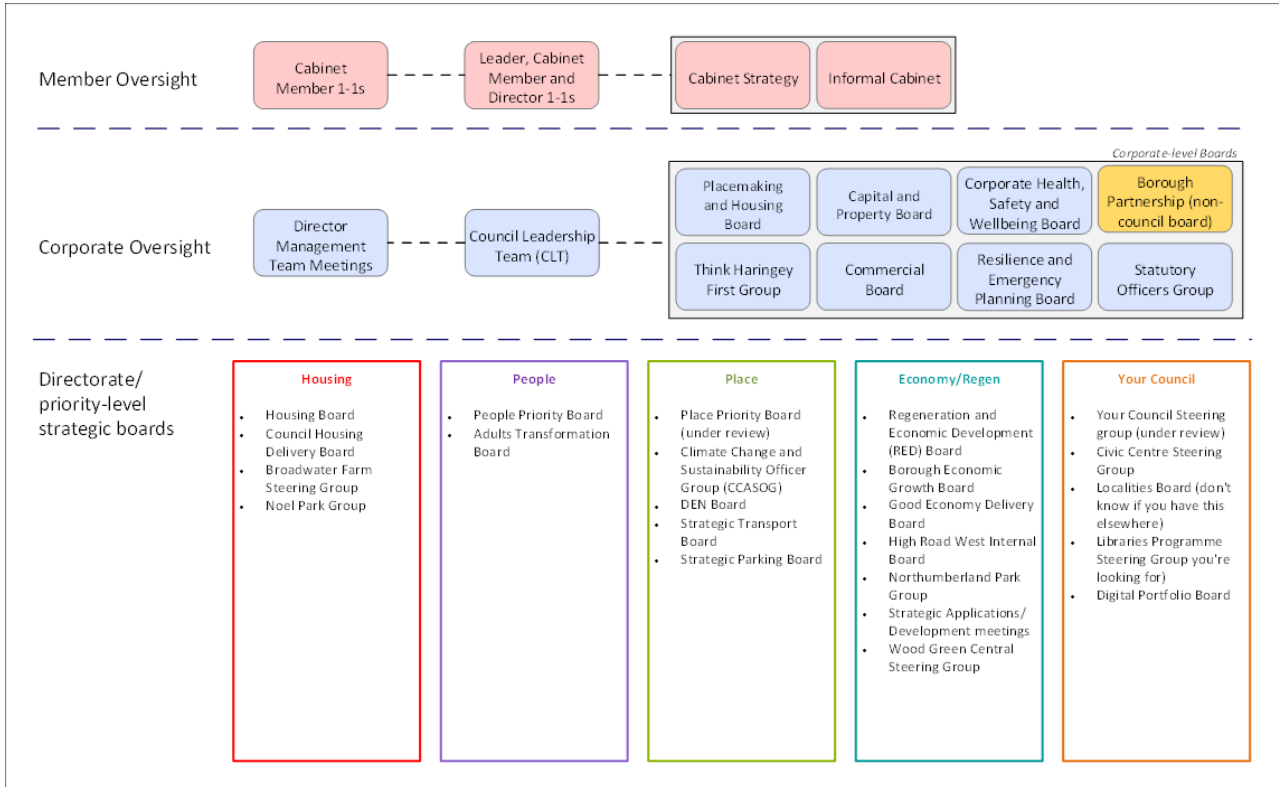 Member Oversight
Cabinet
Member 1-1s
Leader, Cabinet
Member and
Director 1-1s
Cabinet Strategy
Informal Cabinet
Corporate-level Boards
Corporate Oversight
Director
Management
Team Meetings
Council Leadership
Team (CLT)
Placemaking
and Housing
Board
Capital and
Property Board
Corporate Health,
Safety and
Wellbeing Board
Borough
Partnership (non-
council board)
Think Haringey
First Group
Commercial
Board
Resilience and
Emergency
Planning Board
Statutory
Officers Group
Directorate/
priority-level
strategic boards
Housing
• Housing Board
• Council Housing
Delivery Board
• Broadwater Farm
Steering Group
• Noel Park Group
People
• People Priority Board
• Adults Transformation
Board
Place
• Place Priority Board
(under review)
• Climate Change and
Sustainability Officer
Group (CCASOG)
• DEN Board
• Strategic Transport
Board
• Strategic Parking Board
Economy/Regen
• Regeneration and
Economic Development
(RED) Board
• Borough Economic
Growth Board
• Good Economy Delivery
Board
• High Road West Internal
Board
• Northumberland Park
Group
• Strategic Applications/
Development meetings
• Wood Green Central
Steering Group
Your Council
• Your Council Steering
group (under review)
• Civic Centre Steering
Group
• Localities Board (don't
know if you have this
elsewhere)
• Libraries Programme
Steering Group you're
looking for)
• Digital Portfolio Board